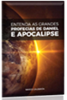 ENTENDA AS GRANDES
PROFECIAS DE DANIEL
E APOCALIPSE